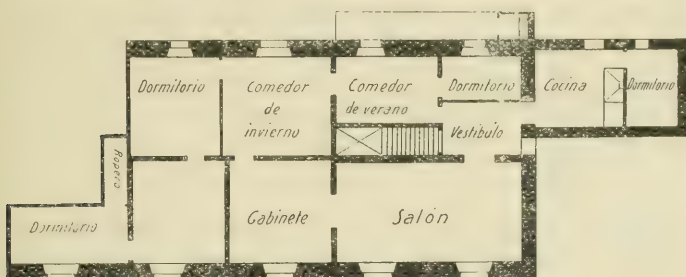 Dormitorio
Comedor
de
invierno
Comedor
de verano
Dormitorio
Cocina
Dormitorio
Vestíbulo
Ropero
Dormitorio
Gabinete
Salón